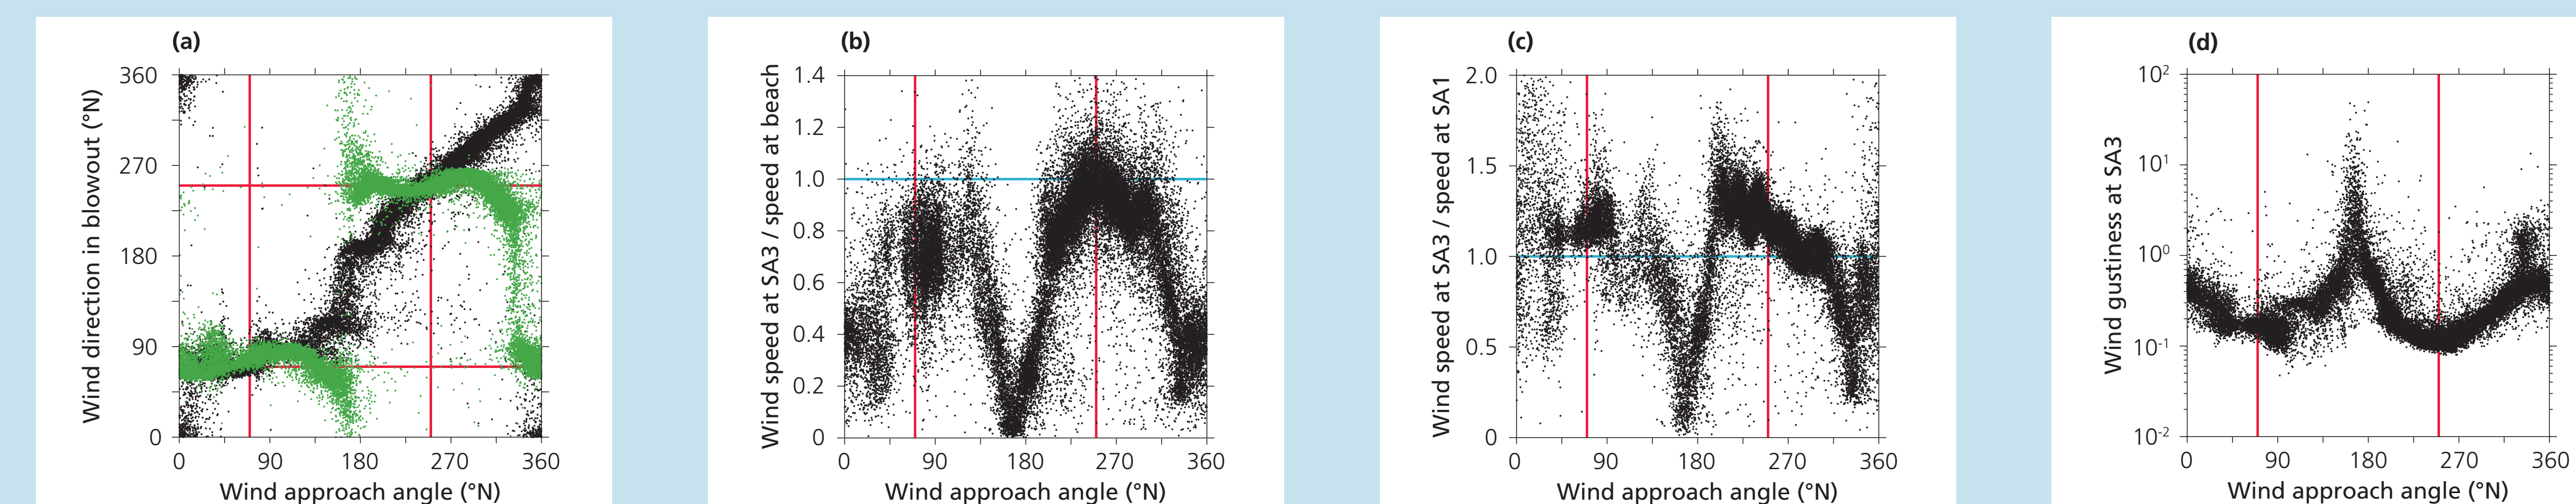 (a)
Wind direction in blowout (°N)
360
270
180
90
0
0 90 180 270 360
Wind approach angle (°N)
(b)
Wind speed at SA3 / speed at beach
1.4
1.2
1.0
0.8
0.6
0.4
0.2
0
0 90 180 270 360
Wind approach angle (°N)
(c)
Wind speed at SA3 / speed at SA1
2.0
1.5
1.0
0.5
0
0 90 180 270 360
Wind approach angle (°N)
(d)
Wind gustiness at SA3
10²
10¹
10⁰
10⁻¹
10⁻²
0 90 180 270 360
Wind approach angle (°N)